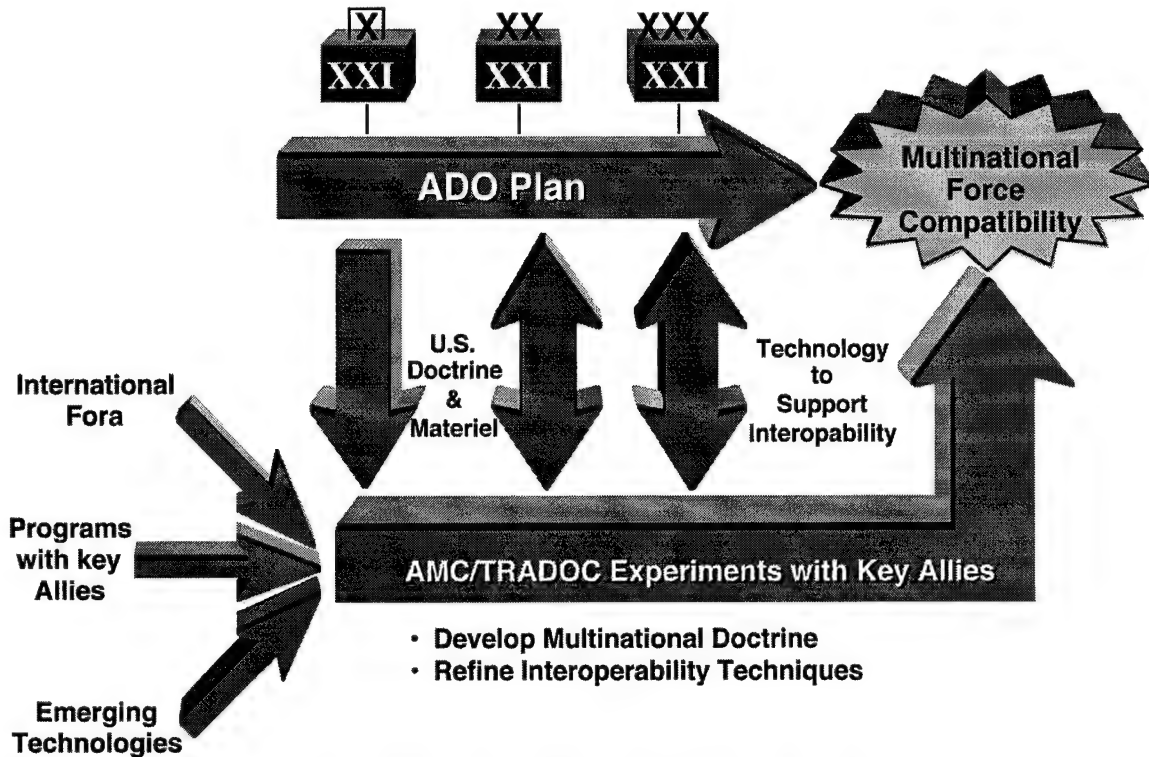 X
XXI
XX
XXI
XXX
XXI
ADO Plan
Multinational
Force
Compatibility
U.S.
Doctrine
&
Materiel
Technology
to
Support
Interopability
International
Fora
Programs
with key
Allies
Emerging
Technologies
AMC/TRADOC Experiments with Key Allies
· Develop Multinational Doctrine
· Refine Interoperability Techniques